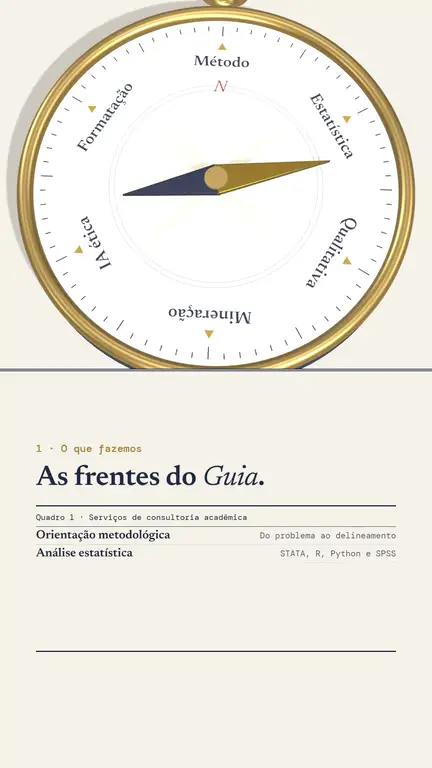 Método
N
Formatação
Estatística
IA ética
Qualitativa
Mineração
1 · O que fazemos
As frentes do Guia.
Quadro 1 · Serviços de consultoria acadêmica
Orientação metodológica Do problema ao delineamento
Análise estatística STATA, R, Python e SPSS